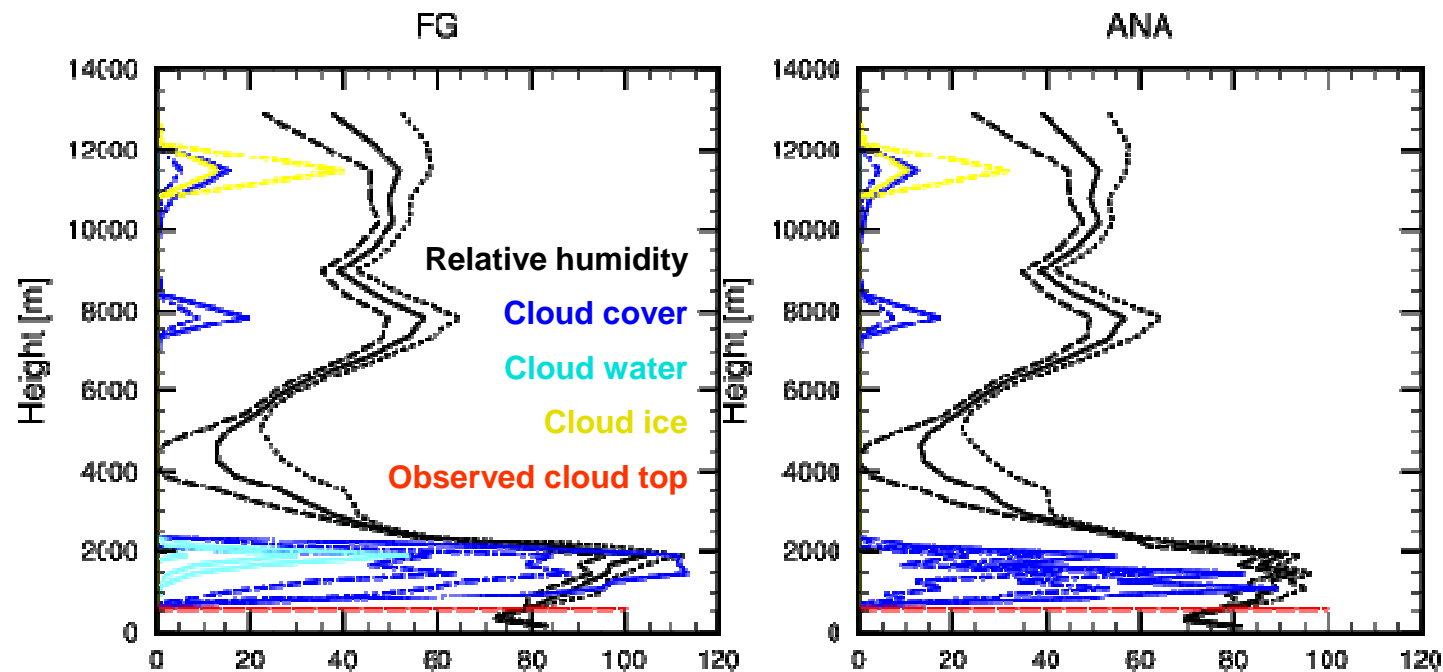 FG
ANA
14000
12000
10000
8000
6000
4000
2000
0
Height [m]
0 20 40 60 80 100 120
Relative humidity
Cloud cover
Cloud water
Cloud ice
Observed cloud top
14000
12000
10000
8000
6000
4000
2000
0
Height [m]
0 20 40 60 80 100 120